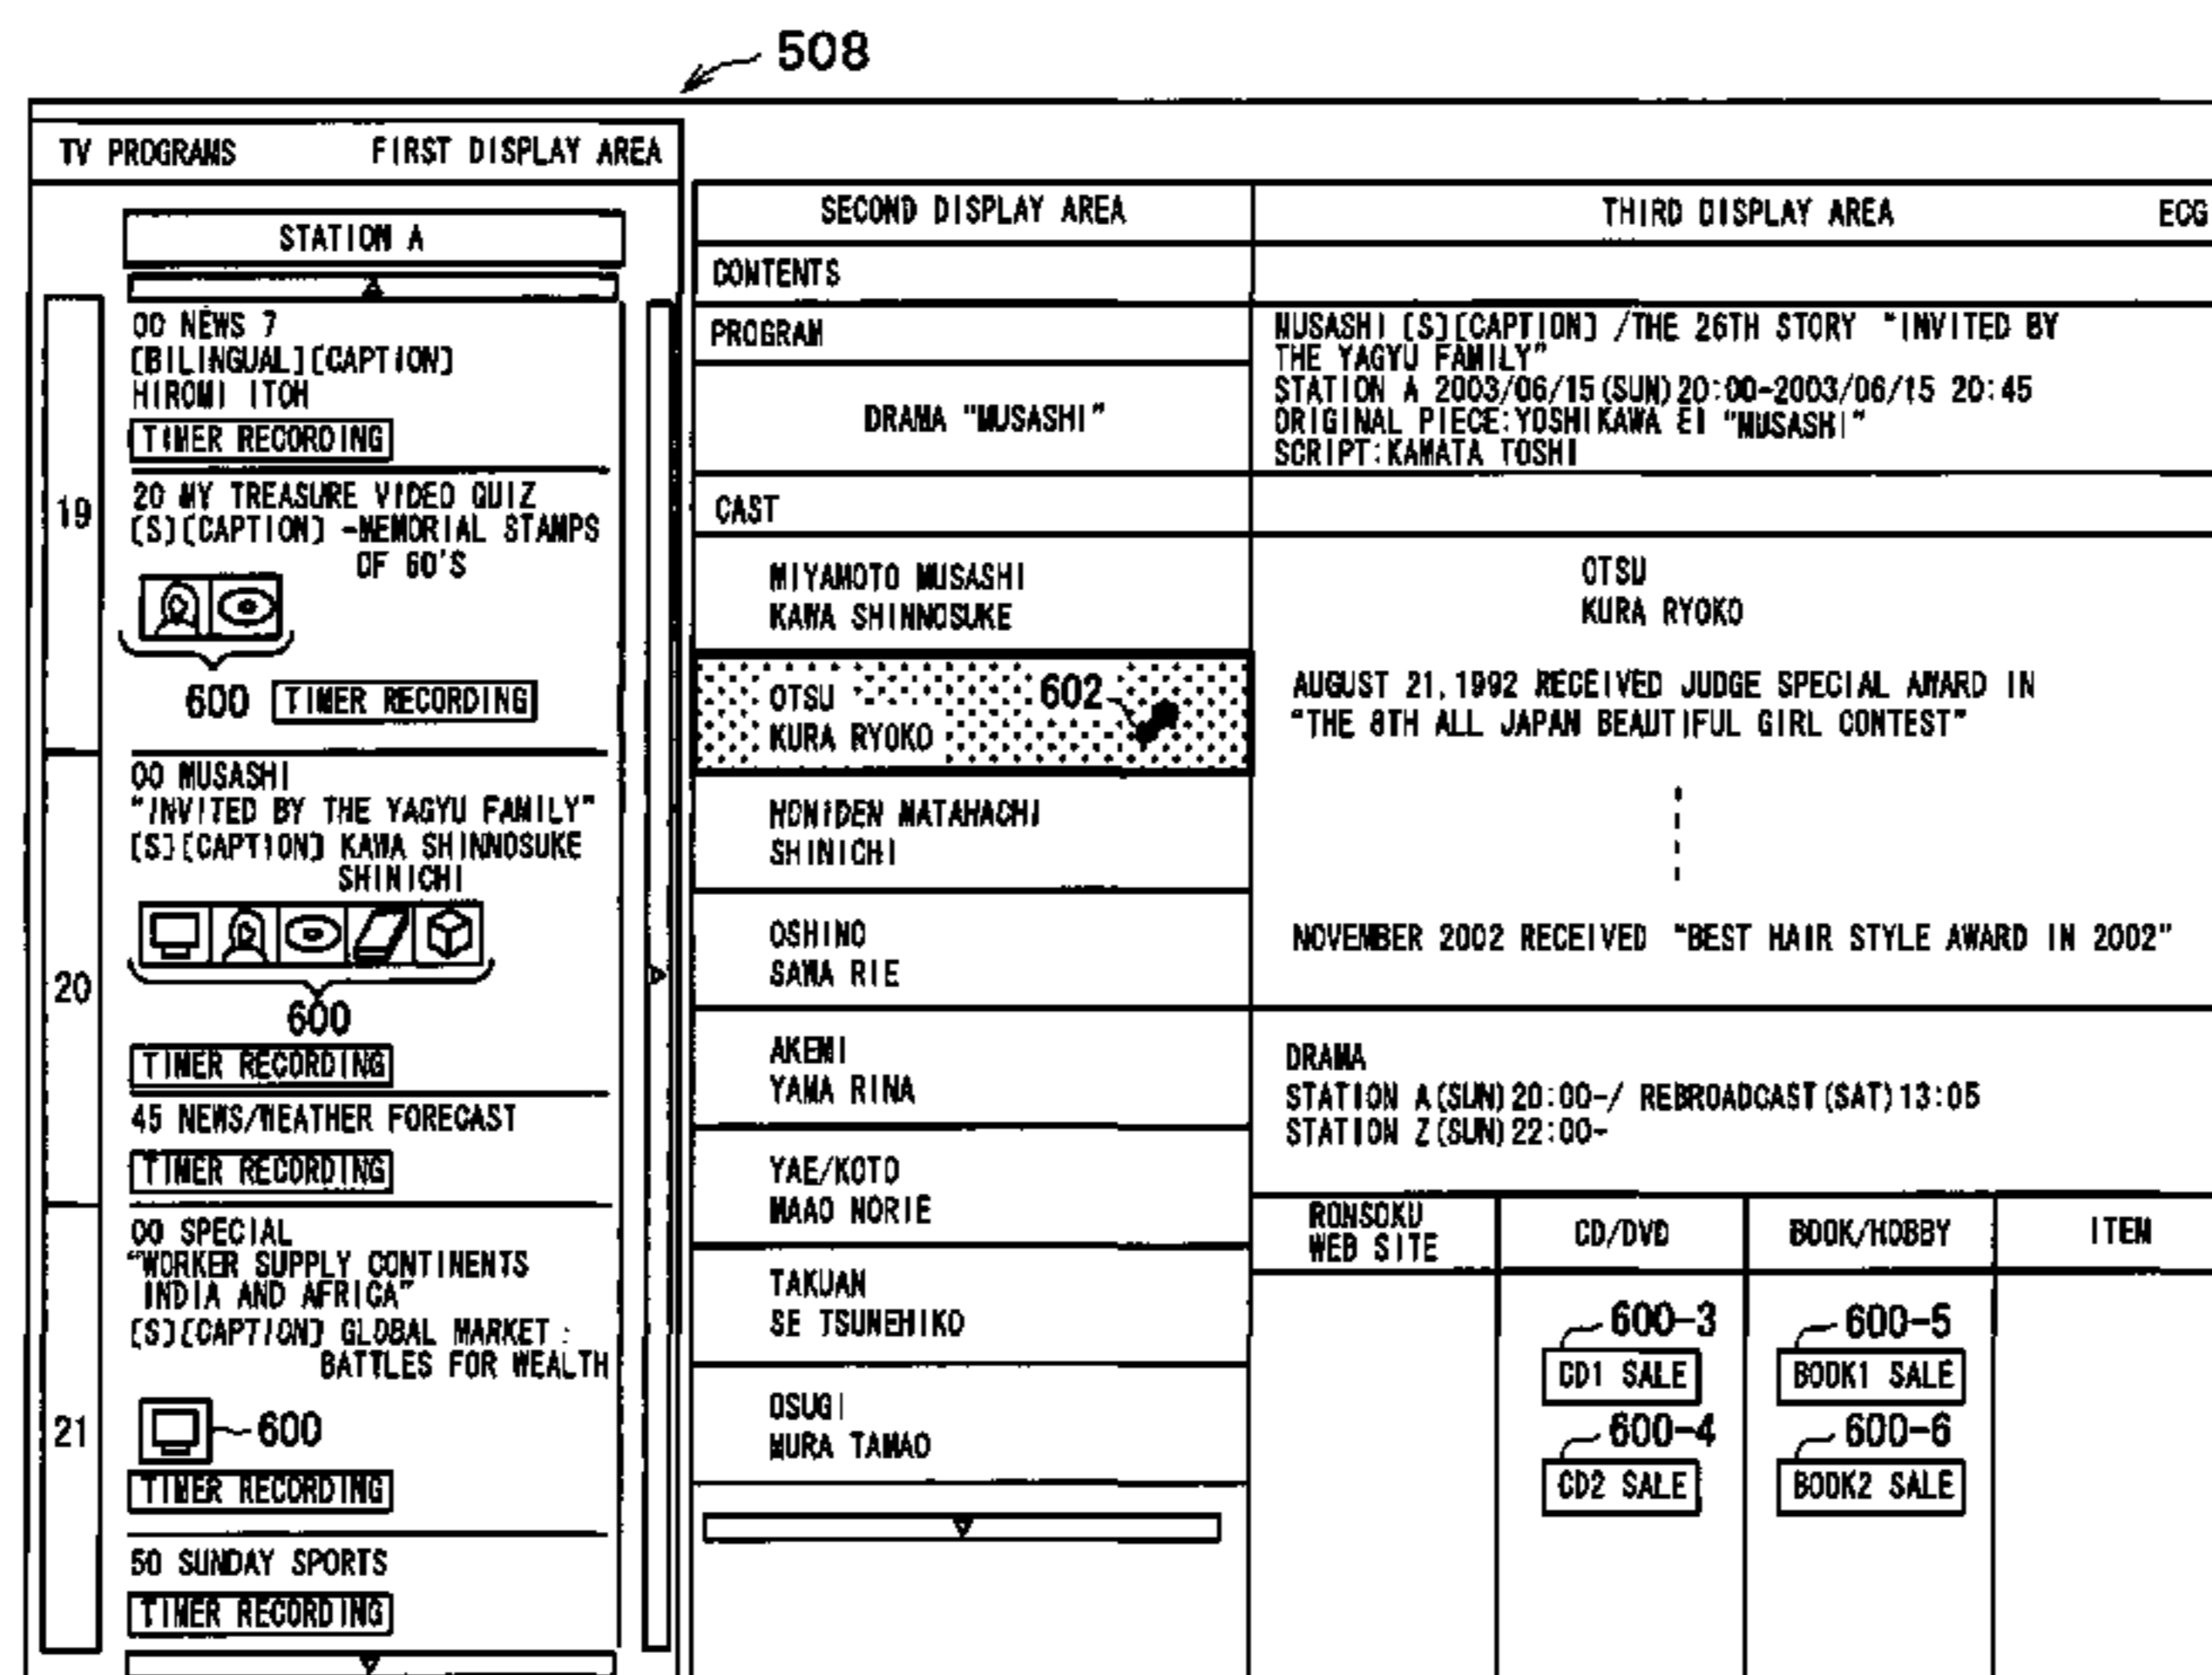 508
TV PROGRAMS FIRST DISPLAY AREA
STATION A
19
00 NEWS 7
[BILINGUAL][CAPTION]
HIROMI ITOH
TIMER RECORDING
20 MY TREASURE VIDEO QUIZ
[S][CAPTION] -MEMORIAL STAMPS
OF 60'S
600 TIMER RECORDING
20
00 MUSASHI
"INVITED BY THE YAGYU FAMILY"
[S][CAPTION] KAWA SHINNOSUKE
SHINICHI
600
TIMER RECORDING
45 NEWS/WEATHER FORECAST
TIMER RECORDING
21
00 SPECIAL
"WORKER SUPPLY CONTINENTS
INDIA AND AFRICA"
[S][CAPTION] GLOBAL MARKET :
BATTLES FOR WEALTH
600
TIMER RECORDING
50 SUNDAY SPORTS
TIMER RECORDING
SECOND DISPLAY AREA
CONTENTS
PROGRAM
DRAMA "MUSASHI"
CAST
MIYAMOTO MUSASHI
KAWA SHINNOSUKE
OTSU 602
KURA RYOKO
HONIDEN MATAHACHI
SHINICHI
OSHINO
SAWA RIE
AKEMI
YAMA RINA
YAE/KOTO
MAAO NORIE
TAKUAN
SE TSUNEHIKO
OSUGI
MURA TAMAO
THIRD DISPLAY AREA ECG
MUSASHI [S][CAPTION] /THE 26TH STORY "INVITED BY
THE YAGYU FAMILY"
STATION A 2003/06/15(SUN)20:00-2003/06/15 20:45
ORIGINAL PIECE:YOSHIKAWA EI "MUSASHI"
SCRIPT:KAMATA TOSHI
OTSU
KURA RYOKO
AUGUST 21,1992 RECEIVED JUDGE SPECIAL AWARD IN
"THE 8TH ALL JAPAN BEAUTIFUL GIRL CONTEST"
NOVEMBER 2002 RECEIVED "BEST HAIR STYLE AWARD IN 2002"
DRAMA
STATION A(SUN)20:00-/ REBROADCAST(SAT)13:05
STATION Z(SUN)22:00-
RONSOKU
WEB SITE
CD/DVD
BOOK/HOBBY
ITEM
600-3
CD1 SALE
600-4
CD2 SALE
600-5
BOOK1 SALE
600-6
BOOK2 SALE